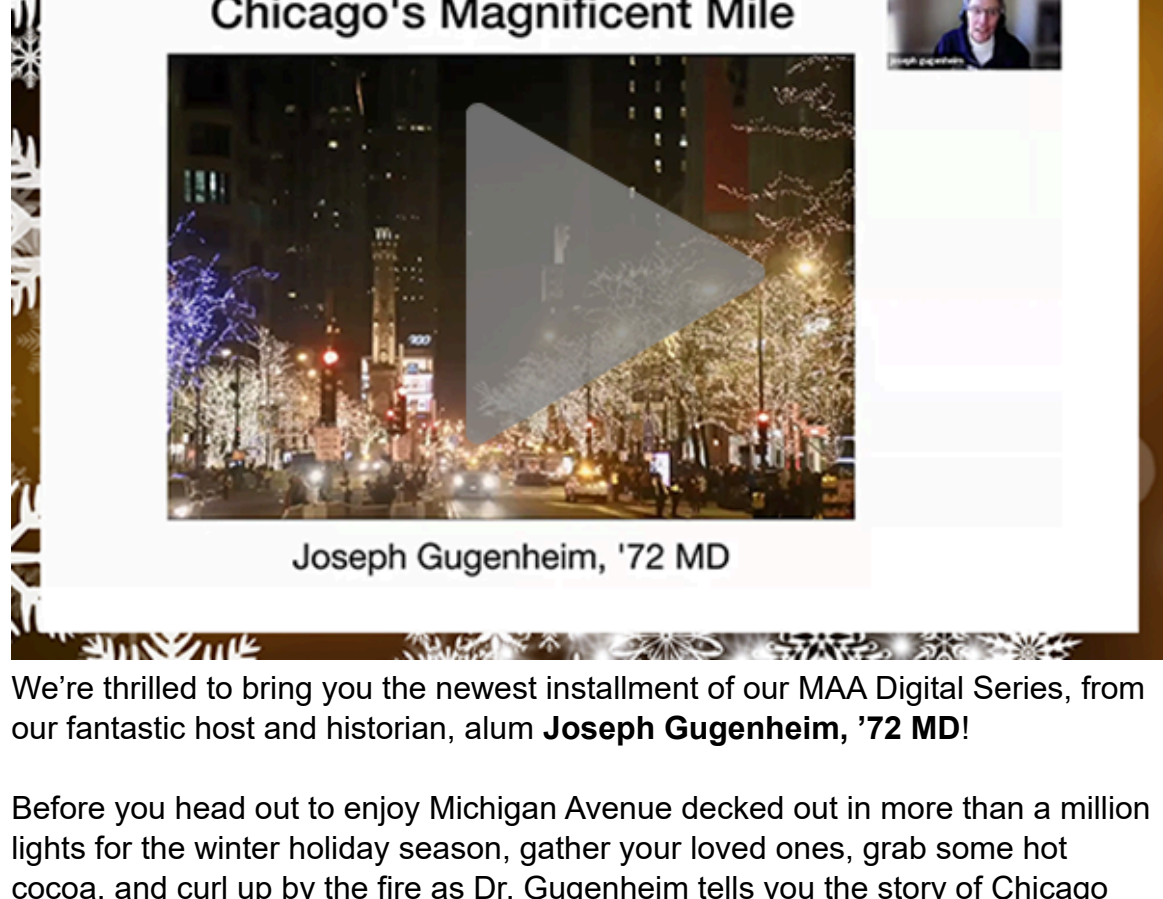 Chicago's Magnificent Mile
joseph gugenheim
900
Joseph Gugenheim, '72 MD
We’re thrilled to bring you the newest installment of our MAA Digital Series, from
our fantastic host and historian, alum Joseph Gugenheim, ’72 MD!
Before you head out to enjoy Michigan Avenue decked out in more than a million
lights for the winter holiday season, gather your loved ones, grab some hot
cocoa, and curl up by the fire as Dr. Gugenheim tells you the story of Chicago